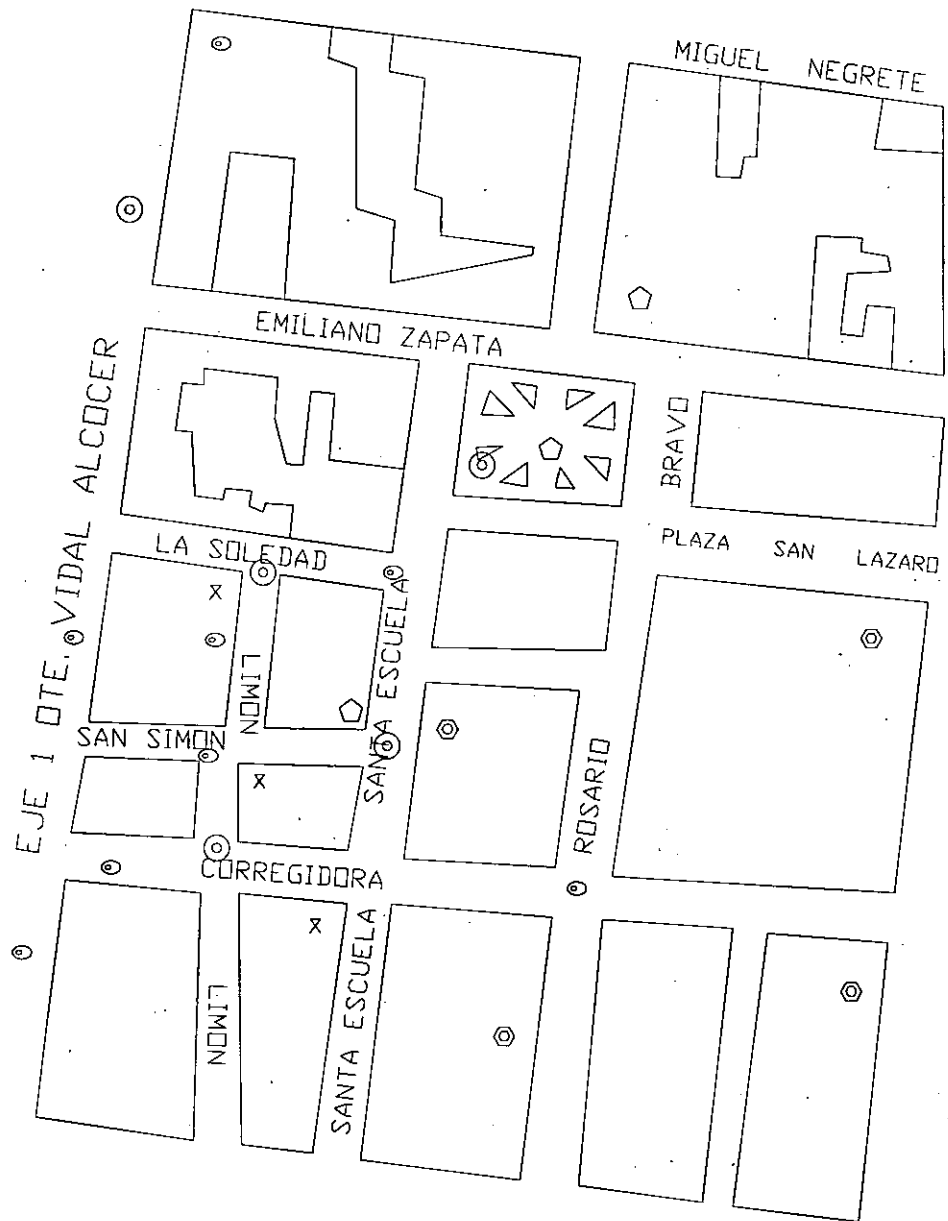 MIGUEL NEGRETE
EMILIANO ZAPATA
EJE 1 OTE. VIDAL ALCOCER
BRAVO
LA SOLEDAD
PLAZA SAN LAZARO
LIMON
SANTA ESCUELA
SAN SIMON
ROSARIO
CORREGIDORA
LIMON
SANTA ESCUELA